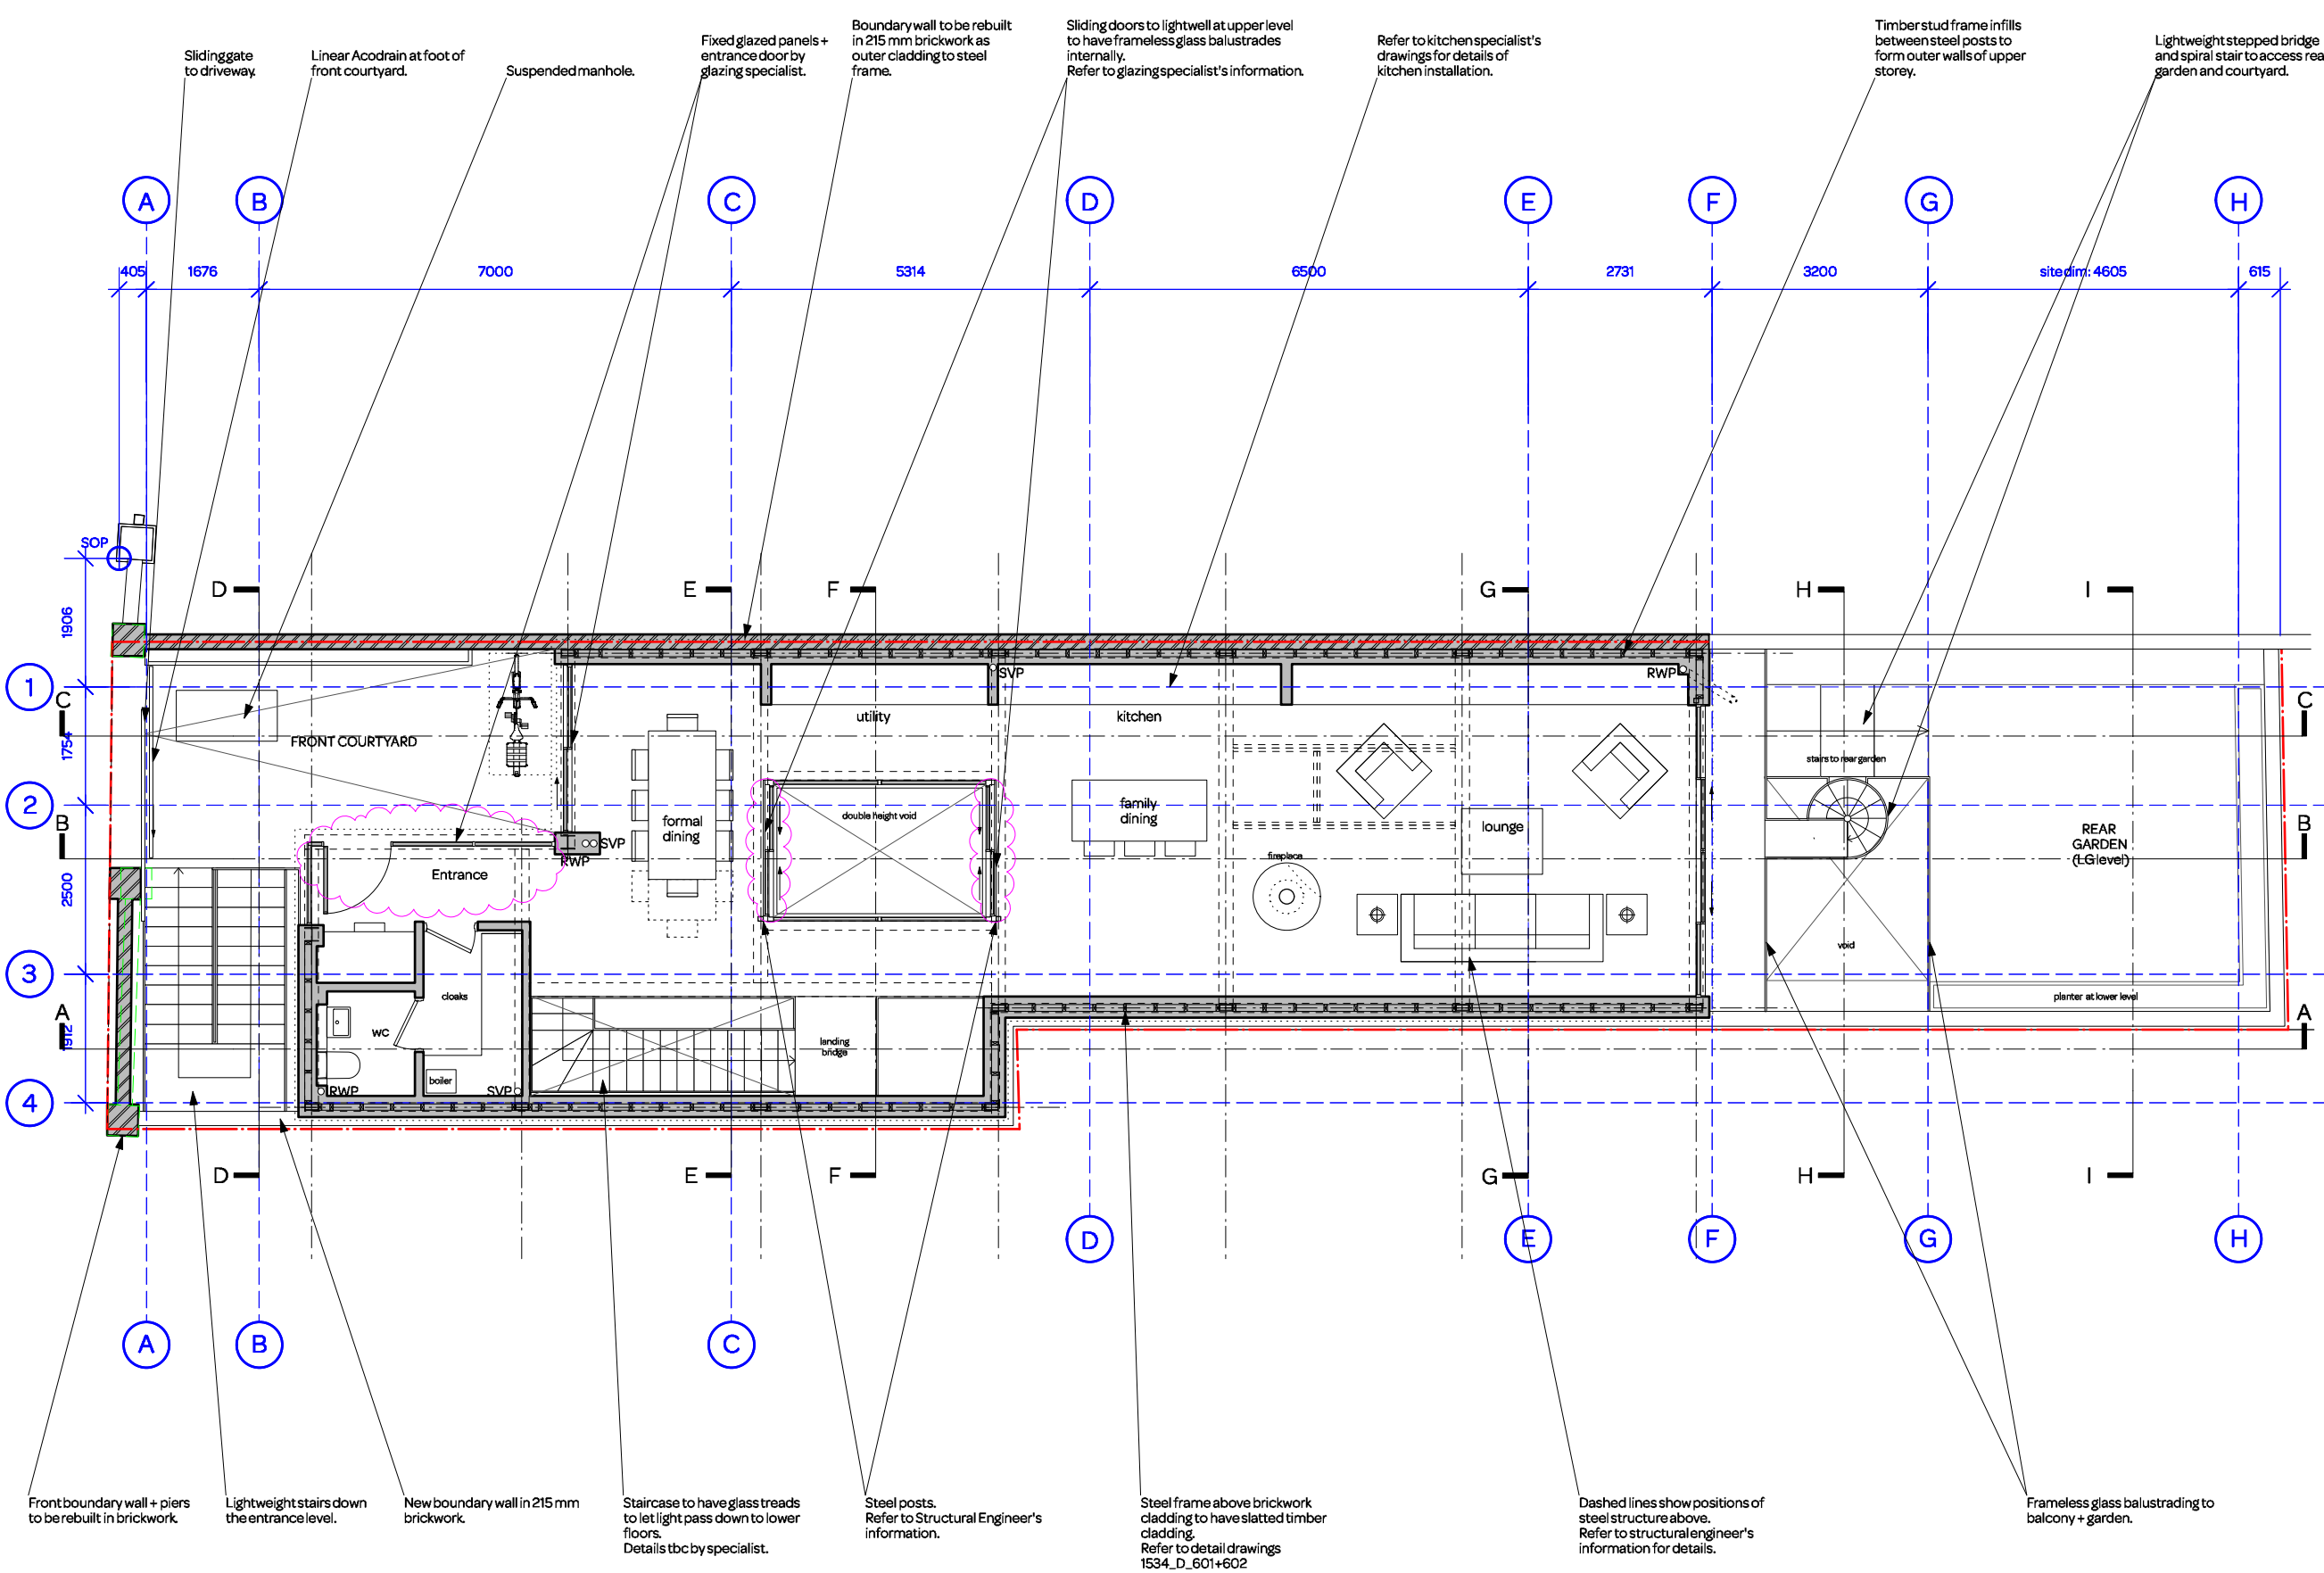 Sliding gate
to driveway.
Linear Acodrain at foot of
front courtyard.
Suspended manhole.
Fixed glazed panels +
entrance door by
glazing specialist.
Boundary wall to be rebuilt
in 215 mm brickwork as
outer cladding to steel
frame.
Sliding doors to lightwell at upper level
to have frameless glass balustrades
internally.
Refer to glazing specialist's information.
Refer to kitchen specialist's
drawings for details of
kitchen installation.
Timber stud frame infills
between steel posts to
form outer walls of upper
storey.
Lightweight stepped bridge
and spiral stair to access rea
garden and courtyard.
A
B
C
D
E
F
G
H
405
1676
7000
5314
6500
2731
3200
site dim: 4605
615
SOP
D
E
F
G
H
I
1906
1
C
1754
2
B
2500
3
A
1912
4
C
B
A
FRONT COURTYARD
utility
SVP
kitchen
RWP
stairs to rear garden
formal
dining
double height void
family
dining
lounge
fireplace
REAR
GARDEN
(LG level)
SVP
RWP
Entrance
void
cloaks
planter at lower level
WC
landing
bridge
boiler
RWP
SVP
D
E
F
G
H
I
D
E
F
G
H
A
B
C
Front boundary wall + piers
to be rebuilt in brickwork.
Lightweight stairs down
the entrance level.
New boundary wall in 215 mm
brickwork.
Staircase to have glass treads
to let light pass down to lower
floors.
Details tbc by specialist.
Steel posts.
Refer to Structural Engineer's
information.
Steel frame above brickwork
cladding to have slatted timber
cladding.
Refer to detail drawings
1534_D_601+602
Dashed lines show positions of
steel structure above.
Refer to structural engineer's
information for details.
Frameless glass balustrading to
balcony + garden.